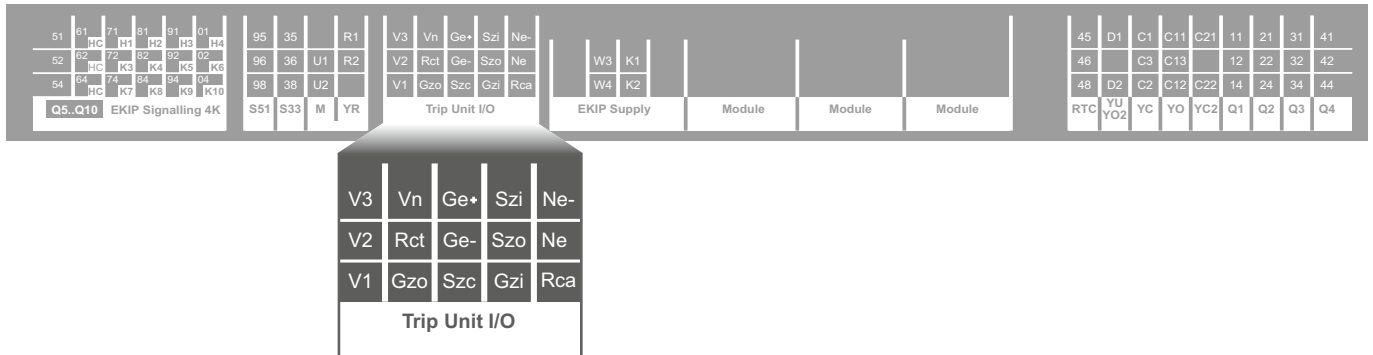 51 61 HC 71 H1 81 H2 91 H3 01 H4 95 35 R1 V3 Vn Ge+ Szi Ne- 45 D1 C1 C11 C21 11 21 31 41
52 62 HC 72 K3 82 K4 92 K5 02 K6 96 36 U1 R2 V2 Rct Ge- Szo Ne W3 K1 46 C3 C13 12 22 32 42
54 64 HC 74 K7 84 K8 94 K9 04 K10 98 38 U2 V1 Gzo Szc Gzi Rca W4 K2 48 D2 C2 C12 C22 14 24 34 44
Q5..Q10 EKIP Signalling 4K S51 S33 M YR Trip Unit I/O EKIP Supply Module Module Module RTC YU YO2 YC YO YC2 Q1 Q2 Q3 Q4
V3 Vn Ge+ Szi Ne-
V2 Rct Ge- Szo Ne
V1 Gzo Szc Gzi Rca
Trip Unit I/O